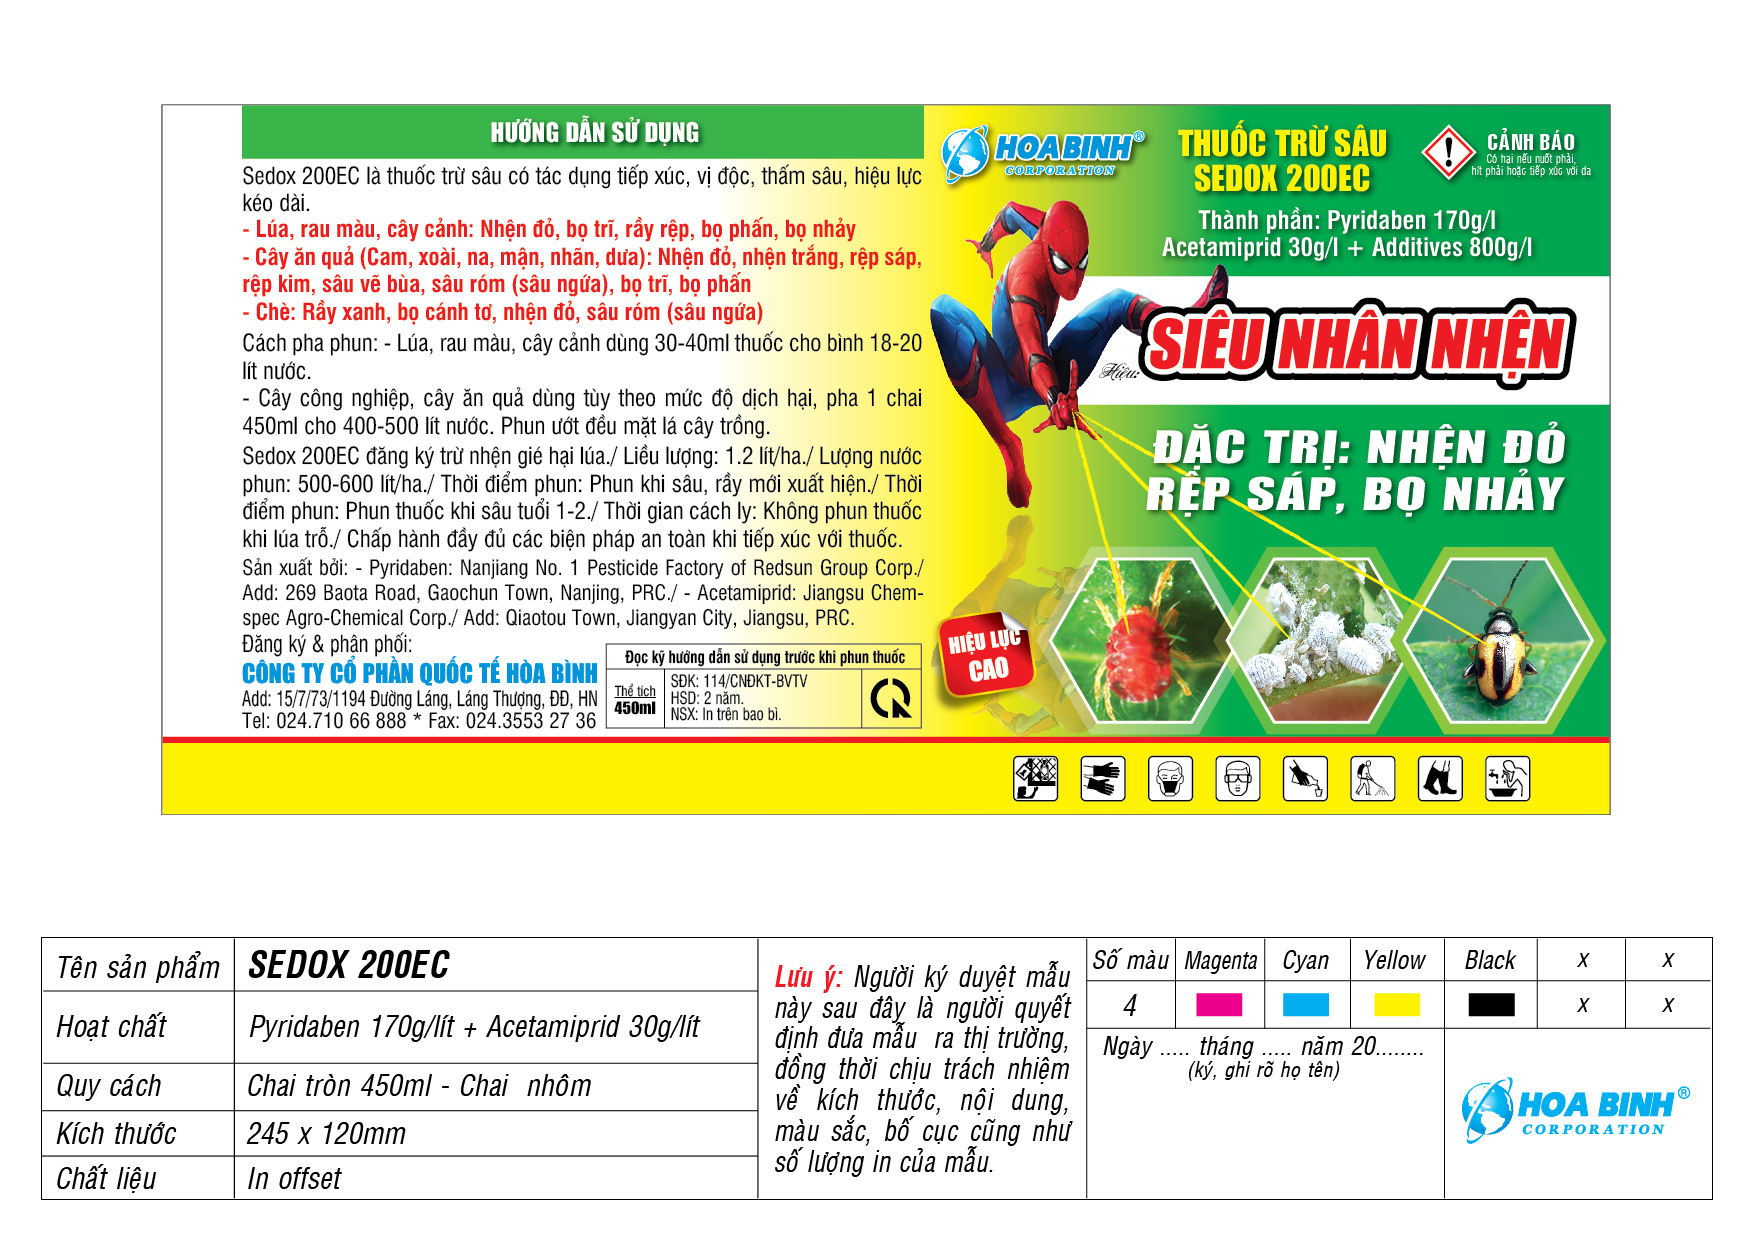 HƯỚNG DẪN SỬ DỤNG
Sedox 200EC là thuốc trừ sâu có tác dụng tiếp xúc, vị độc, thấm sâu, hiệu lực
kéo dài.
- Lúa, rau màu, cây cảnh: Nhện đỏ, bọ trĩ, rầy rệp, bọ phấn, bọ nhảy
- Cây ăn quả (Cam, xoài, na, mận, nhãn, dưa): Nhện đỏ, nhện trắng, rệp sáp,
rệp kim, sâu vẽ bùa, sâu róm (sâu ngứa), bọ trĩ, bọ phấn
- Chè: Rầy xanh, bọ cánh tơ, nhện đỏ, sâu róm (sâu ngứa)
Cách pha phun: - Lúa, rau màu, cây cảnh dùng 30-40ml thuốc cho bình 18-20
lít nước.
- Cây công nghiệp, cây ăn quả dùng tùy theo mức độ dịch hại, pha 1 chai
450ml cho 400-500 lít nước. Phun ướt đều mặt lá cây trồng.
Sedox 200EC đăng ký trừ nhện gié hại lúa./ Liều lượng: 1.2 lít/ha./ Lượng nước
phun: 500-600 lít/ha./ Thời điểm phun: Phun khi sâu, rầy mới xuất hiện./ Thời
điểm phun: Phun thuốc khi sâu tuổi 1-2./ Thời gian cách ly: Không phun thuốc
khi lúa trỗ./ Chấp hành đầy đủ các biện pháp an toàn khi tiếp xúc với thuốc.
Sản xuất bởi: - Pyridaben: Nanjiang No. 1 Pesticide Factory of Redsun Group Corp./
Add: 269 Baota Road, Gaochun Town, Nanjing, PRC./ - Acetamiprid: Jiangsu Chem-
spec Agro-Chemical Corp./ Add: Qiaotou Town, Jiangyan City, Jiangsu, PRC.
Đăng ký & phân phối:
CÔNG TY CỔ PHẦN QUỐC TẾ HÒA BÌNH
Add: 15/7/73/1194 Đường Láng, Láng Thượng, ĐĐ, HN
Tel: 024.710 66 888 * Fax: 024.3553 27 36
Đọc kỹ hướng dẫn sử dụng trước khi phun thuốc
Thể tích
450ml
SĐK: 114/CNĐKT-BVTV
HSD: 2 năm.
NSX: In trên bao bì.
HOA BINH®
CORPORATION
THUỐC TRỪ SÂU
SEDOX 200EC
CẢNH BÁO
Có hại nếu nuốt phải,
hít phải hoặc tiếp xúc với da
Thành phần: Pyridaben 170g/l
Acetamiprid 30g/l + Additives 800g/l
Hiệu:
SIÊU NHÂN NHỆN
ĐẶC TRỊ: NHỆN ĐỎ
RỆP SÁP, BỌ NHẢY
HIỆU LỰC
CAO
Tên sản phẩm SEDOX 200EC
Hoạt chất Pyridaben 170g/lít + Acetamiprid 30g/lít
Quy cách Chai tròn 450ml - Chai nhôm
Kích thước 245 x 120mm
Chất liệu In offset
Lưu ý: Người ký duyệt mẫu
này sau đây là người quyết
định đưa mẫu ra thị trường,
đồng thời chịu trách nhiệm
về kích thước, nội dung,
màu sắc, bố cục cũng như
số lượng in của mẫu.
Số màu Magenta Cyan Yellow Black x x
4 x x
Ngày ..... tháng ..... năm 20........
(ký, ghi rõ họ tên)
HOA BINH®
CORPORATION